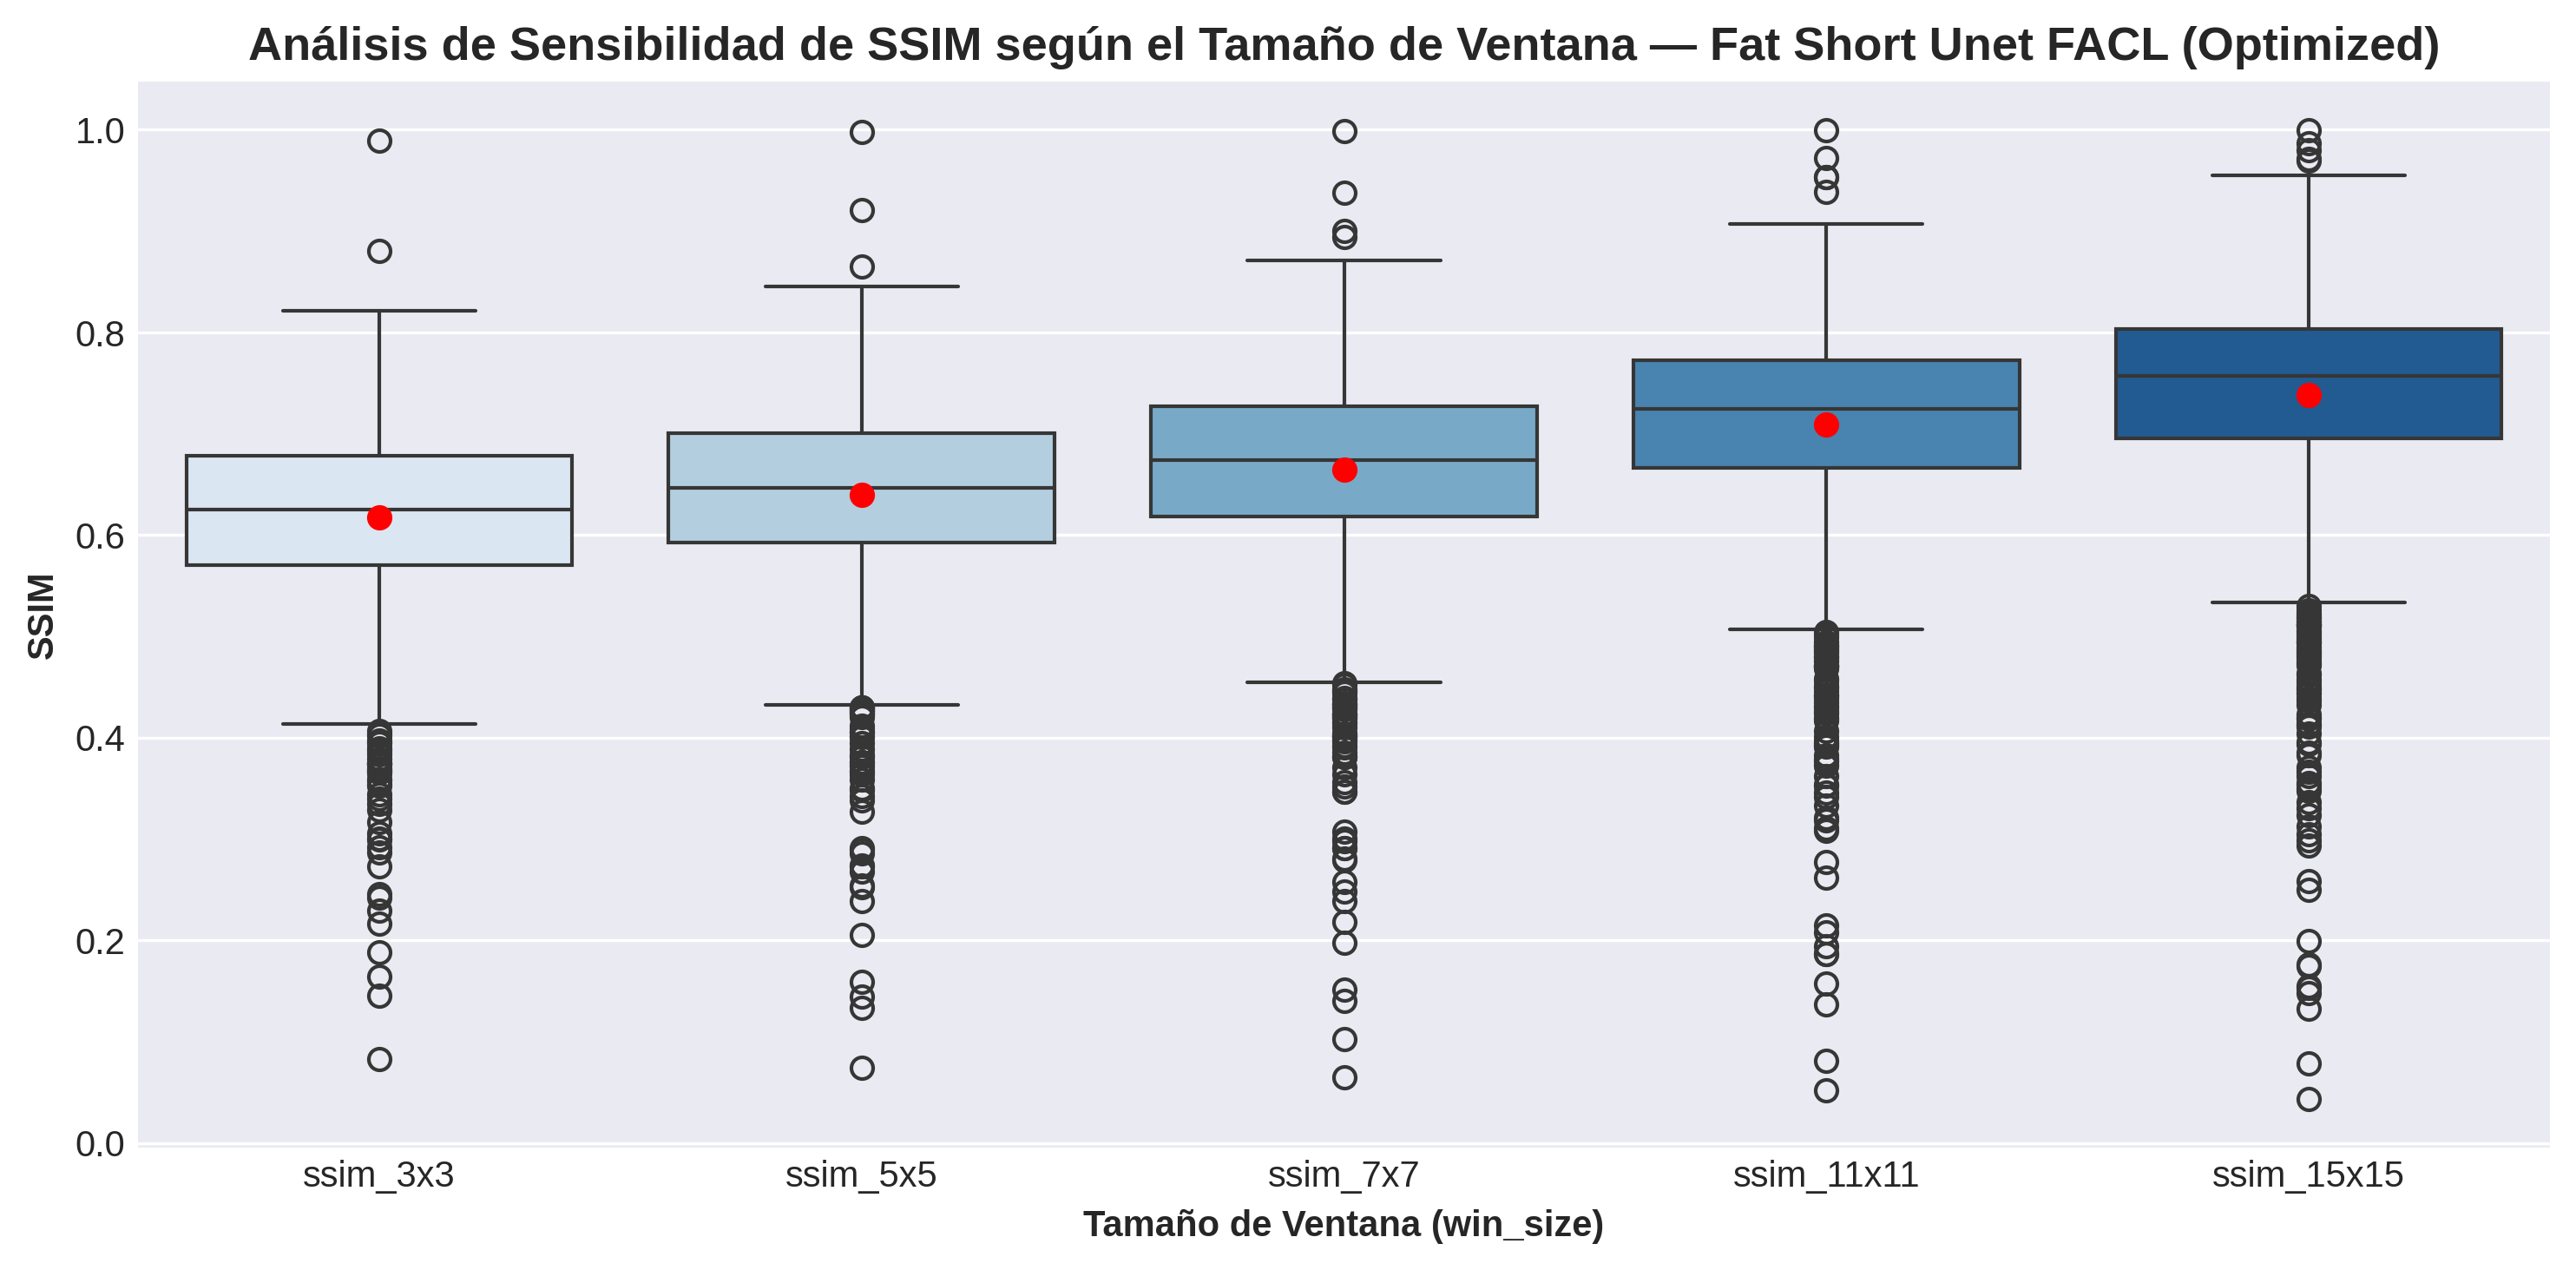 Análisis de Sensibilidad de SSIM según el Tamaño de Ventana — Fat Short Unet FACL (Optimized)
1.0
0.8
0.6
0.4
0.2
0.0
SSIM
ssim_3x3 ssim_5x5 ssim_7x7 ssim_11x11 ssim_15x15
Tamaño de Ventana (win_size)